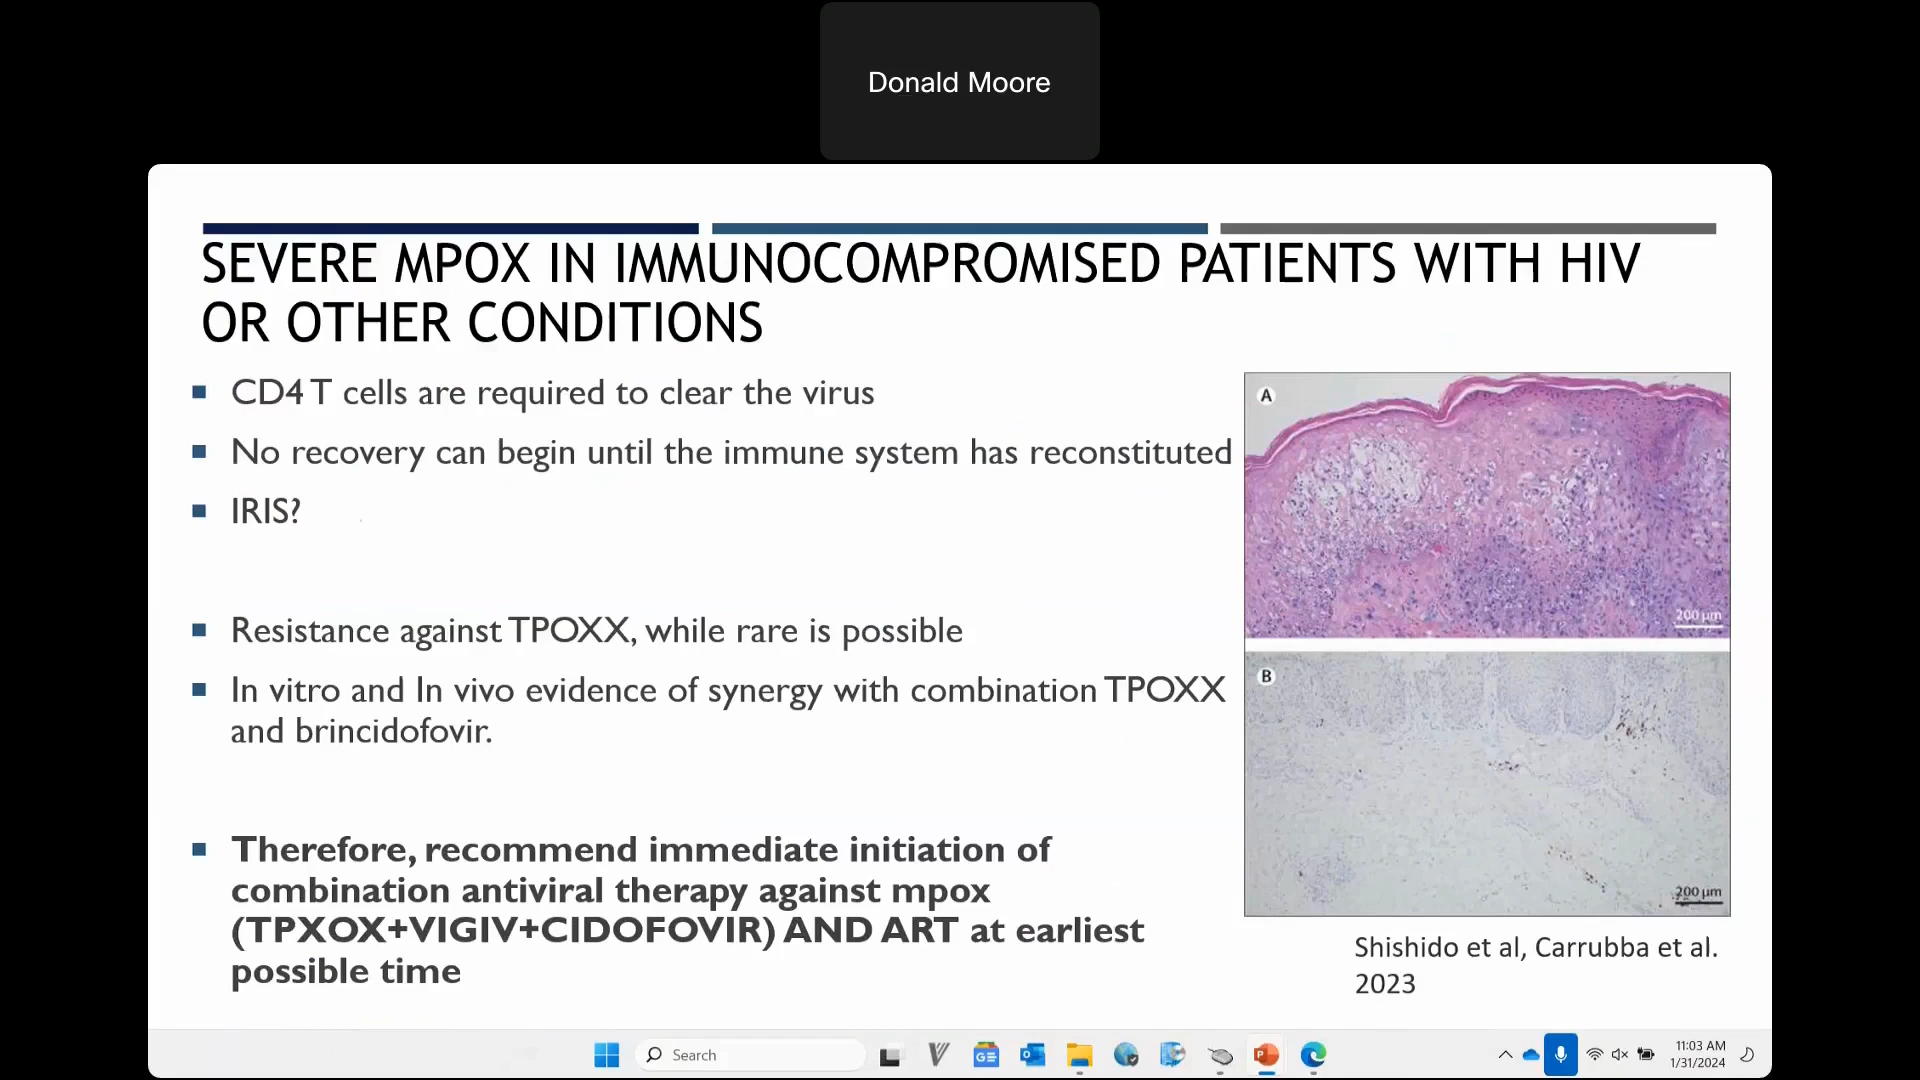 Donald Moore
SEVERE MPOX IN IMMUNOCOMPROMISED PATIENTS WITH HIV
OR OTHER CONDITIONS
CD4 T cells are required to clear the virus
No recovery can begin until the immune system has reconstituted
IRIS?
Resistance against TPOXX, while rare is possible
In vitro and In vivo evidence of synergy with combination TPOXX
and brincidofovir.
Therefore, recommend immediate initiation of
combination antiviral therapy against mpox
(TPXOX+VIGIV+CIDOFOVIR) AND ART at earliest
possible time
A
200 µm
B
200 µm
Shishido et al, Carrubba et al.
2023
Search
11:03 AM
1/31/2024